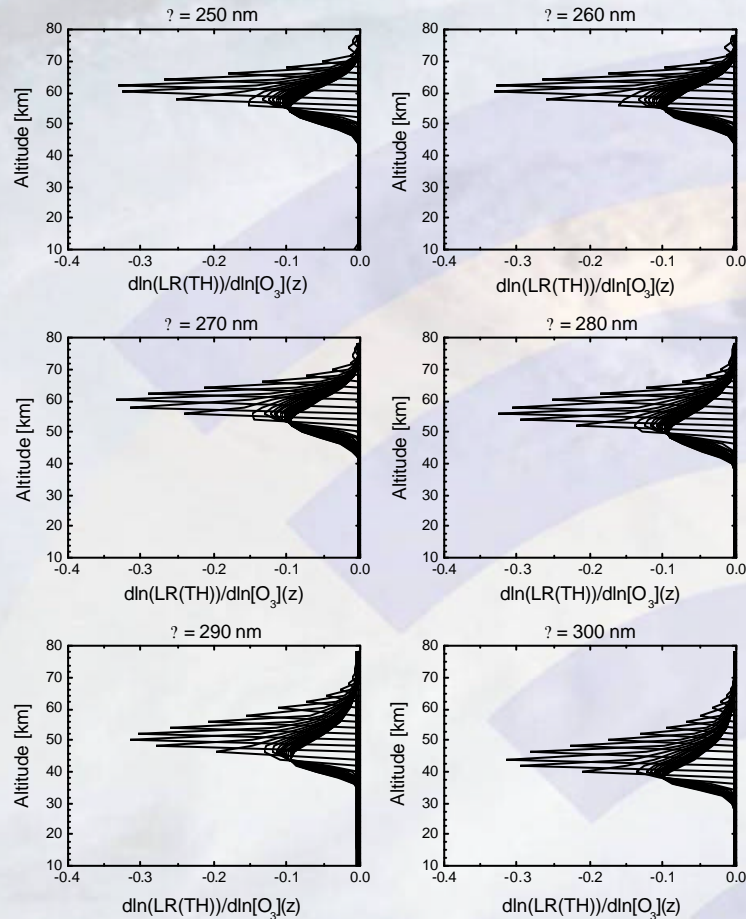 ? = 250 nm
80
70
60
50
40
30
20
10
Altitude [km]
-0.4 -0.3 -0.2 -0.1 0.0
dln(LR(TH))/dln[O3](z)
? = 260 nm
80
70
60
50
40
30
20
10
Altitude [km]
-0.4 -0.3 -0.2 -0.1 0.0
dln(LR(TH))/dln[O3](z)
? = 270 nm
80
70
60
50
40
30
20
10
Altitude [km]
-0.4 -0.3 -0.2 -0.1 0.0
dln(LR(TH))/dln[O3](z)
? = 280 nm
80
70
60
50
40
30
20
10
Altitude [km]
-0.4 -0.3 -0.2 -0.1 0.0
dln(LR(TH))/dln[O3](z)
? = 290 nm
80
70
60
50
40
30
20
10
Altitude [km]
-0.4 -0.3 -0.2 -0.1 0.0
dln(LR(TH))/dln[O3](z)
? = 300 nm
80
70
60
50
40
30
20
10
Altitude [km]
-0.4 -0.3 -0.2 -0.1 0.0
dln(LR(TH))/dln[O3](z)